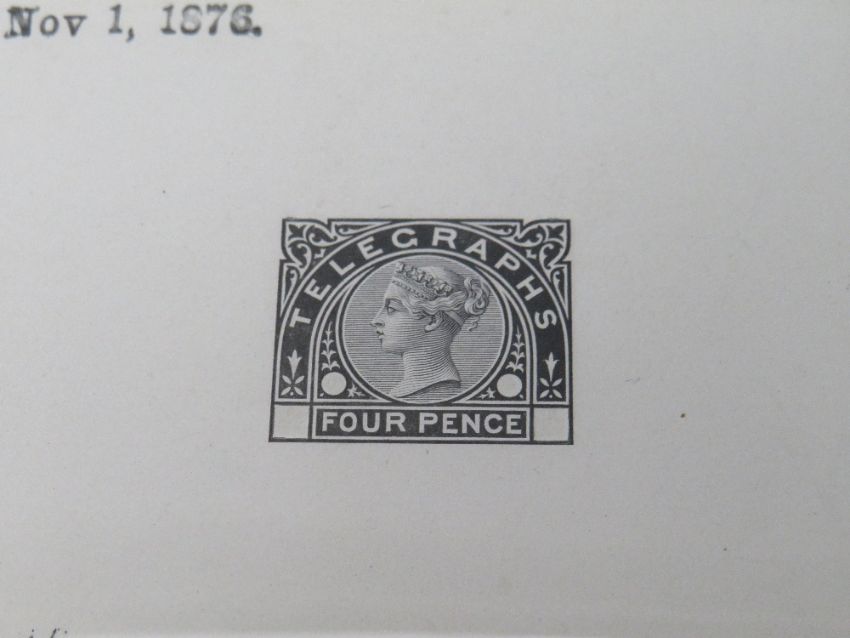 Nov 1, 1876.
TELEGRAPHS
FOUR PENCE